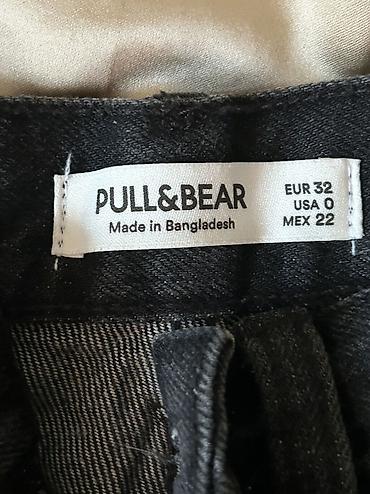 PULL&BEAR
Made in Bangladesh
EUR 32
USA 0
MEX 22